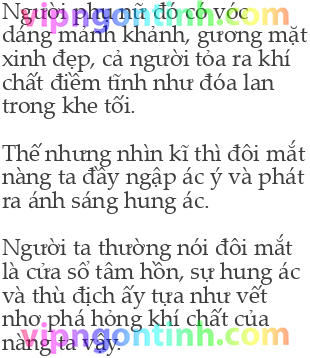 Người phụ nữ đó có vóc
dáng mảnh khảnh, gương mặt
xinh đẹp, cả người tỏa ra khí
chất điềm tĩnh như đóa lan
trong khe tối.
Thế nhưng nhìn kĩ thì đôi mắt
nàng ta đầy ngập ác ý và phát
ra ánh sáng hung ác.
Người ta thường nói đôi mắt
là cửa sổ tâm hồn, sự hung ác
và thù địch ấy tựa như vết
nhơ phá hỏng khí chất của
nàng ta vậy.
vipngontinh.com
vipngontinh.com